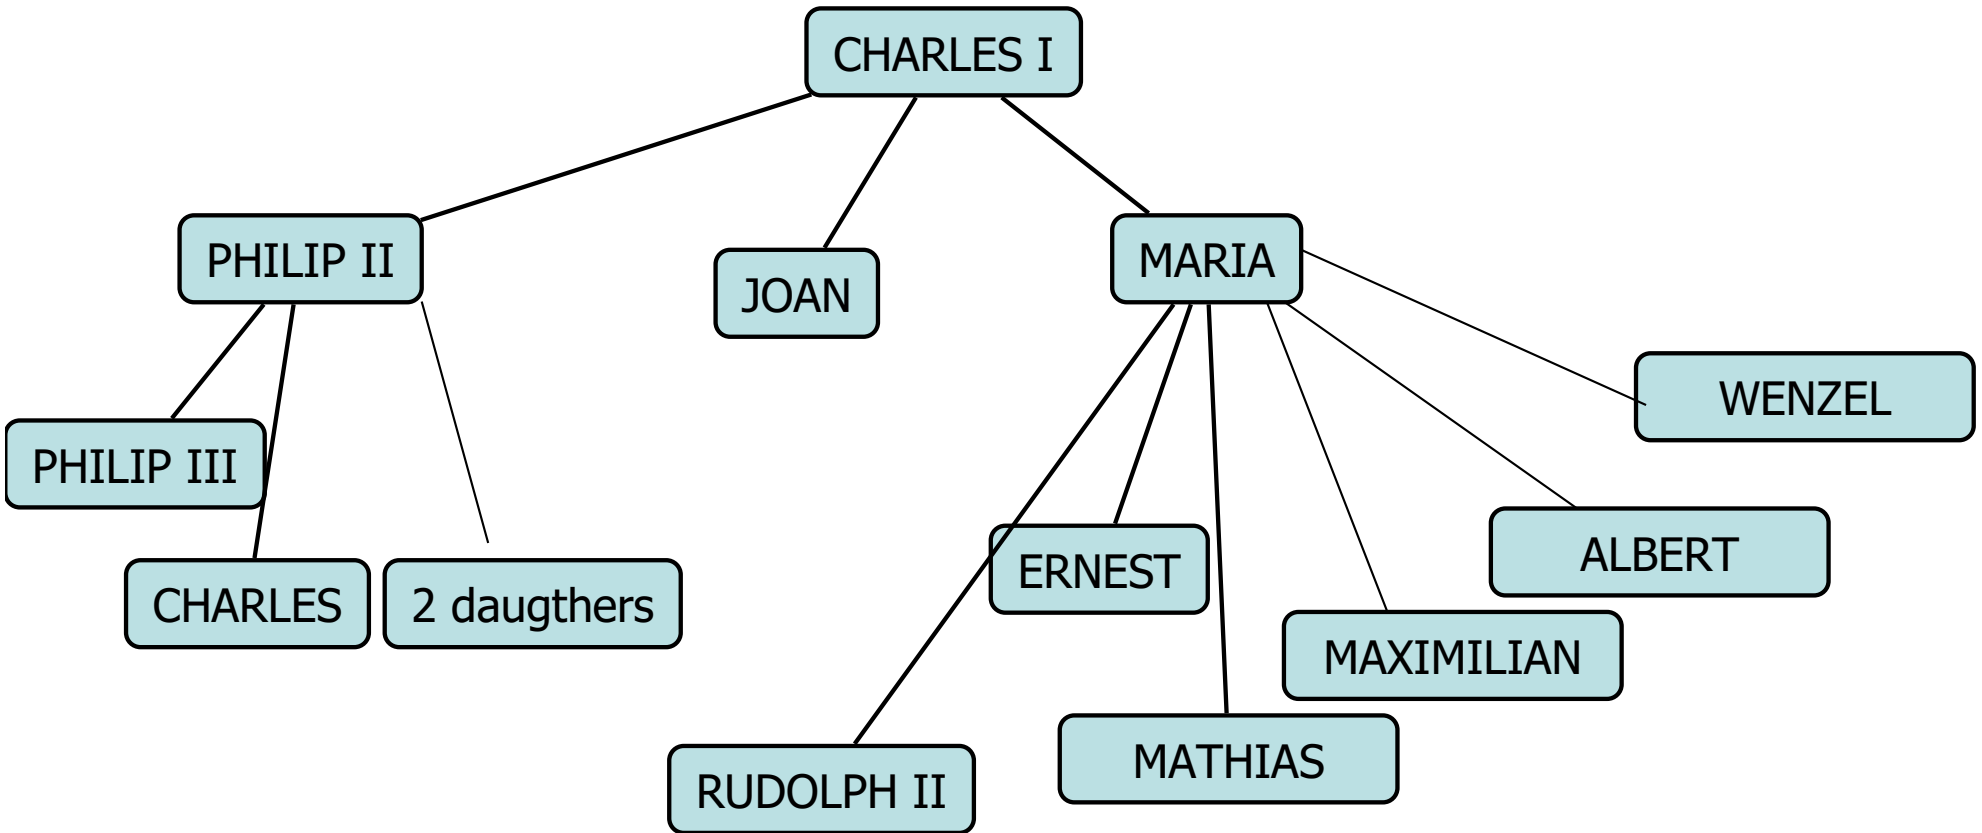 CHARLES I
PHILIP II
JOAN
MARIA
WENZEL
PHILIP III
ERNEST
ALBERT
CHARLES
2 daugthers
MAXIMILIAN
RUDOLPH II
MATHIAS